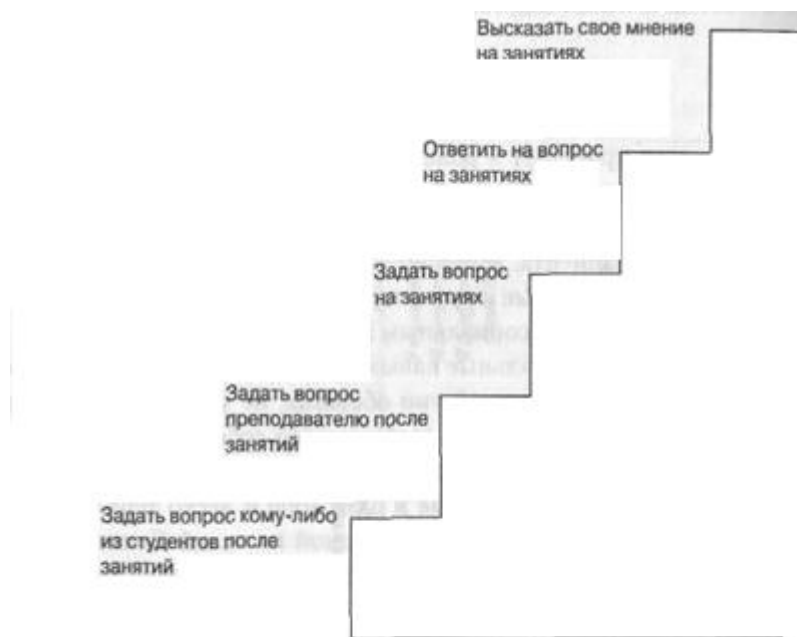 Высказать свое мнение
на занятиях
Ответить на вопрос
на занятиях
Задать вопрос
на занятиях
Задать вопрос
преподавателю после
занятий
Задать вопрос кому-либо
из студентов после
занятий